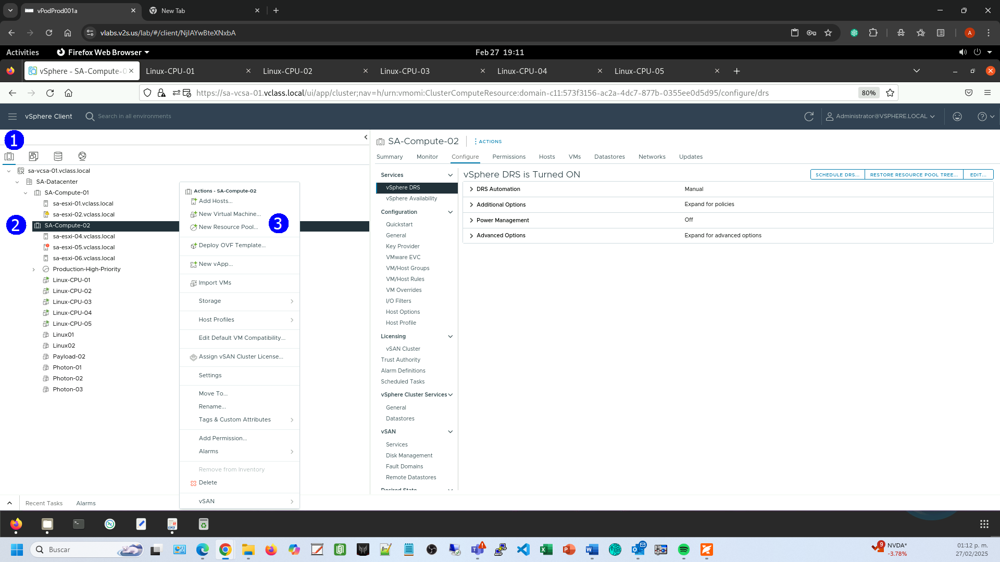 vPodProd001a
New Tab
vlabs.v2s.us/lab/#/client/NjIAYwBteXNxbA
A
Activities
Firefox Web Browser
Feb 27 19:11
vSphere - SA-Compute-0
Linux-CPU-01
Linux-CPU-02
Linux-CPU-03
Linux-CPU-04
Linux-CPU-05
https://sa-vcsa-01.vclass.local/ui/app/cluster;nav=h/urn:vmomi:ClusterComputeResource:domain-c11:573f3156-ac2a-4dc7-877b-0355ee0d5d95/configure/drs
80%
vSphere Client
Search in all environments
Administrator@VSPHERE.LOCAL
1
sa-vcsa-01.vclass.local
SA-Datacenter
SA-Compute-01
sa-esxi-01.vclass.local
sa-esxi-02.vclass.local
2
SA-Compute-02
sa-esxi-04.vclass.local
sa-esxi-05.vclass.local
sa-esxi-06.vclass.local
Production-High-Priority
Linux-CPU-01
Linux-CPU-02
Linux-CPU-03
Linux-CPU-04
Linux-CPU-05
Linux01
Linux02
Payload-02
Photon-01
Photon-02
Photon-03
Actions - SA-Compute-02
Add Hosts...
New Virtual Machine...
New Resource Pool...
3
Deploy OVF Template...
New vApp...
Import VMs
Storage
Host Profiles
Edit Default VM Compatibility...
Assign vSAN Cluster License...
Settings
Move To...
Rename...
Tags & Custom Attributes
Add Permission...
Alarms
Remove from Inventory
Delete
vSAN
SA-Compute-02
ACTIONS
Summary
Monitor
Configure
Permissions
Hosts
VMs
Datastores
Networks
Updates
Services
vSphere DRS
vSphere Availability
Configuration
Quickstart
General
Key Provider
VMware EVC
VM/Host Groups
VM/Host Rules
VM Overrides
I/O Filters
Host Options
Host Profile
Licensing
vSAN Cluster
Trust Authority
Alarm Definitions
Scheduled Tasks
vSphere Cluster Services
General
Datastores
vSAN
Services
Disk Management
Fault Domains
Remote Datastores
Desired State
vSphere DRS is Turned ON
SCHEDULE DRS...
RESTORE RESOURCE POOL TREE...
EDIT...
DRS Automation
Manual
Additional Options
Expand for policies
Power Management
Off
Advanced Options
Expand for advanced options
Recent Tasks
Alarms
Buscar
9
NVDA*
-3.78%
01:12 p. m.
27/02/2025